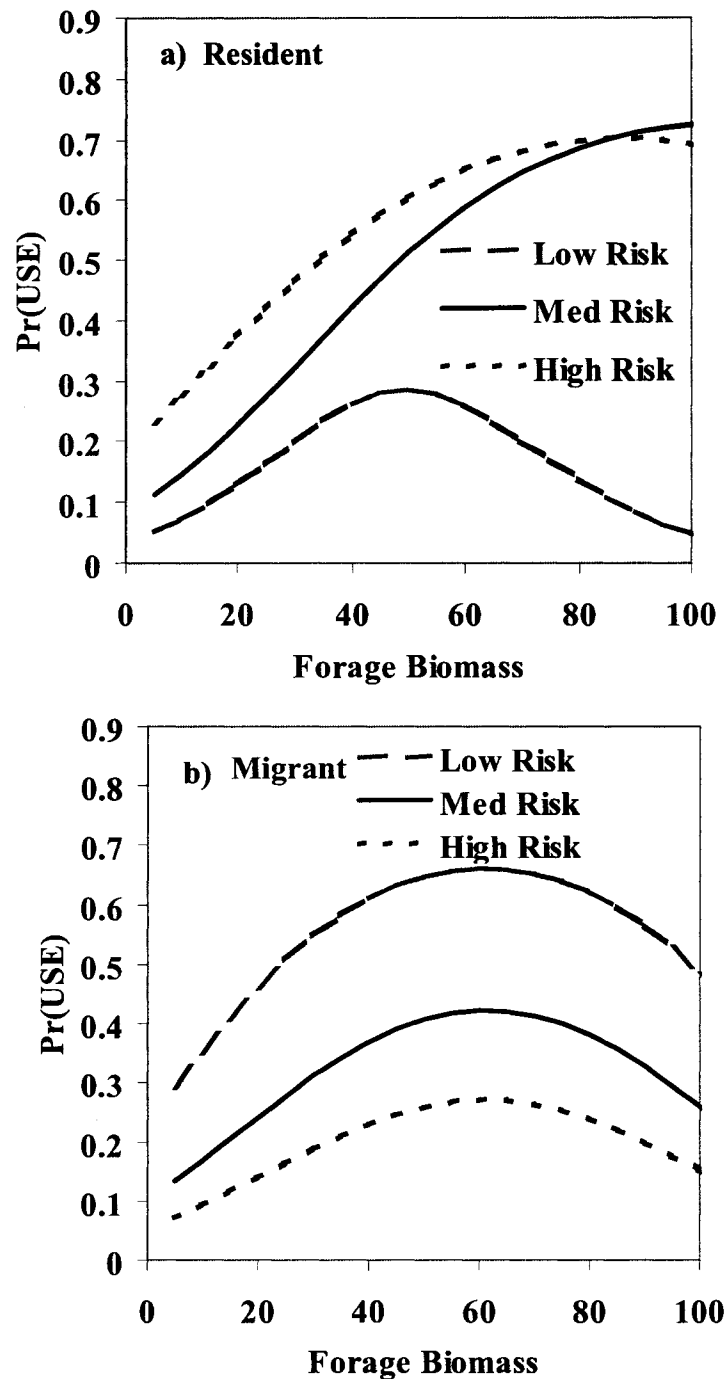 a) Resident
0.9
0.8
0.7
0.6
0.5
0.4
0.3
0.2
0.1
0
Pr(USE)
Low Risk
Med Risk
High Risk
0 20 40 60 80 100
Forage Biomass
b) Migrant
Low Risk
Med Risk
High Risk
0.9
0.8
0.7
0.6
0.5
0.4
0.3
0.2
0.1
0
Pr(USE)
0 20 40 60 80 100
Forage Biomass